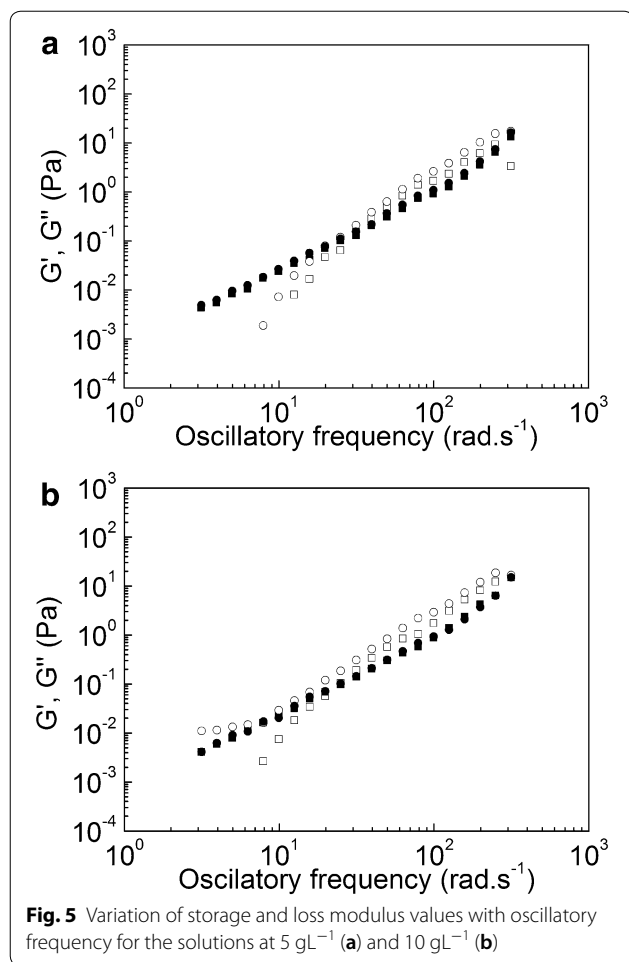 a
10³
10²
10¹
10⁰
10⁻¹
10⁻²
10⁻³
10⁻⁴
G', G" (Pa)
10⁰ 10¹ 10² 10³
Oscillatory frequency (rad.s⁻¹)
b
10³
10²
10¹
10⁰
10⁻¹
10⁻²
10⁻³
10⁻⁴
G', G" (Pa)
10⁰ 10¹ 10² 10³
Oscilatory frequency (rad.s⁻¹)
Fig. 5 Variation of storage and loss modulus values with oscillatory
frequency for the solutions at 5 gL⁻¹ (a) and 10 gL⁻¹ (b)